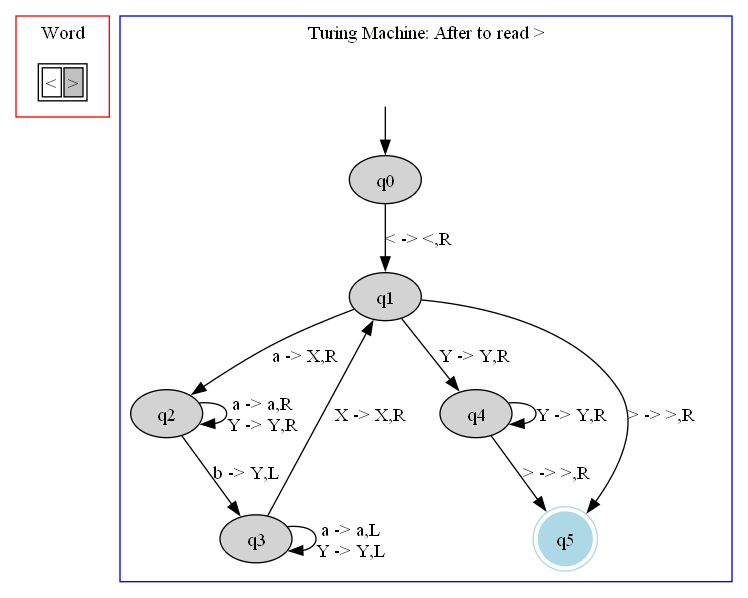 Word
< >
Turing Machine: After to read >
q0
< -> <,R
q1
a -> X,R
Y -> Y,R
q2
a -> a,R
Y -> Y,R
X -> X,R
q4
Y -> Y,R
> -> >,R
b -> Y,L
> -> >,R
q3
a -> a,L
Y -> Y,L
q5